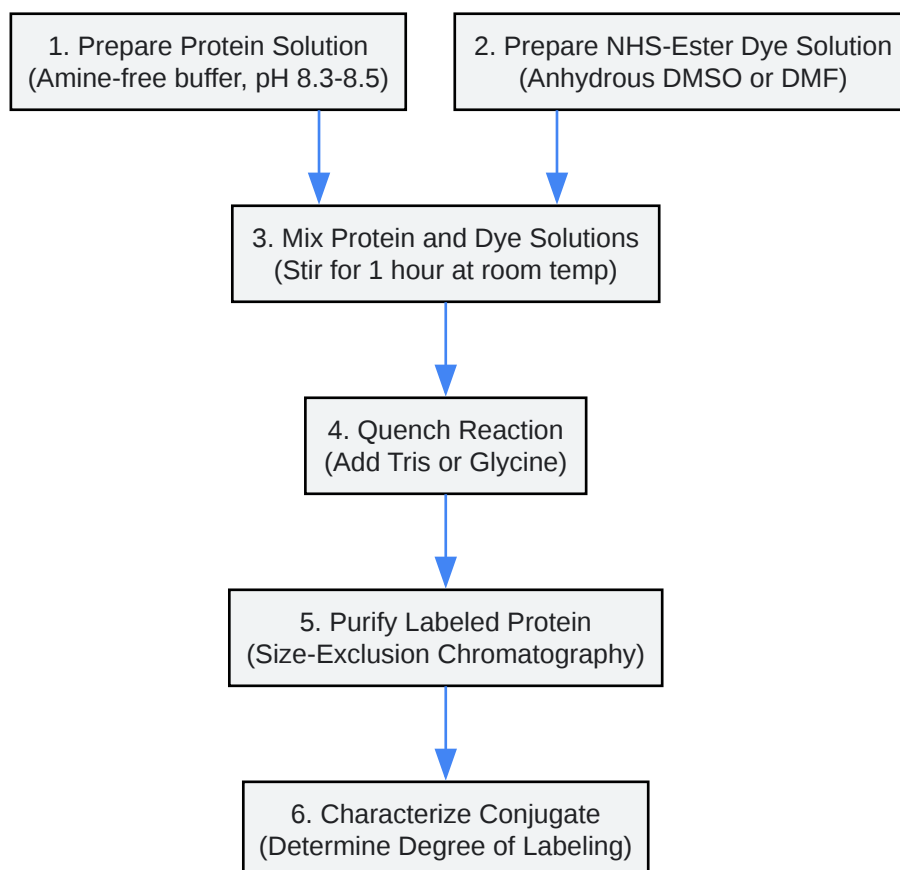 1. Prepare Protein Solution
(Amine-free buffer, pH 8.3-8.5)
2. Prepare NHS-Ester Dye Solution
(Anhydrous DMSO or DMF)
3. Mix Protein and Dye Solutions
(Stir for 1 hour at room temp)
4. Quench Reaction
(Add Tris or Glycine)
5. Purify Labeled Protein
(Size-Exclusion Chromatography)
6. Characterize Conjugate
(Determine Degree of Labeling)